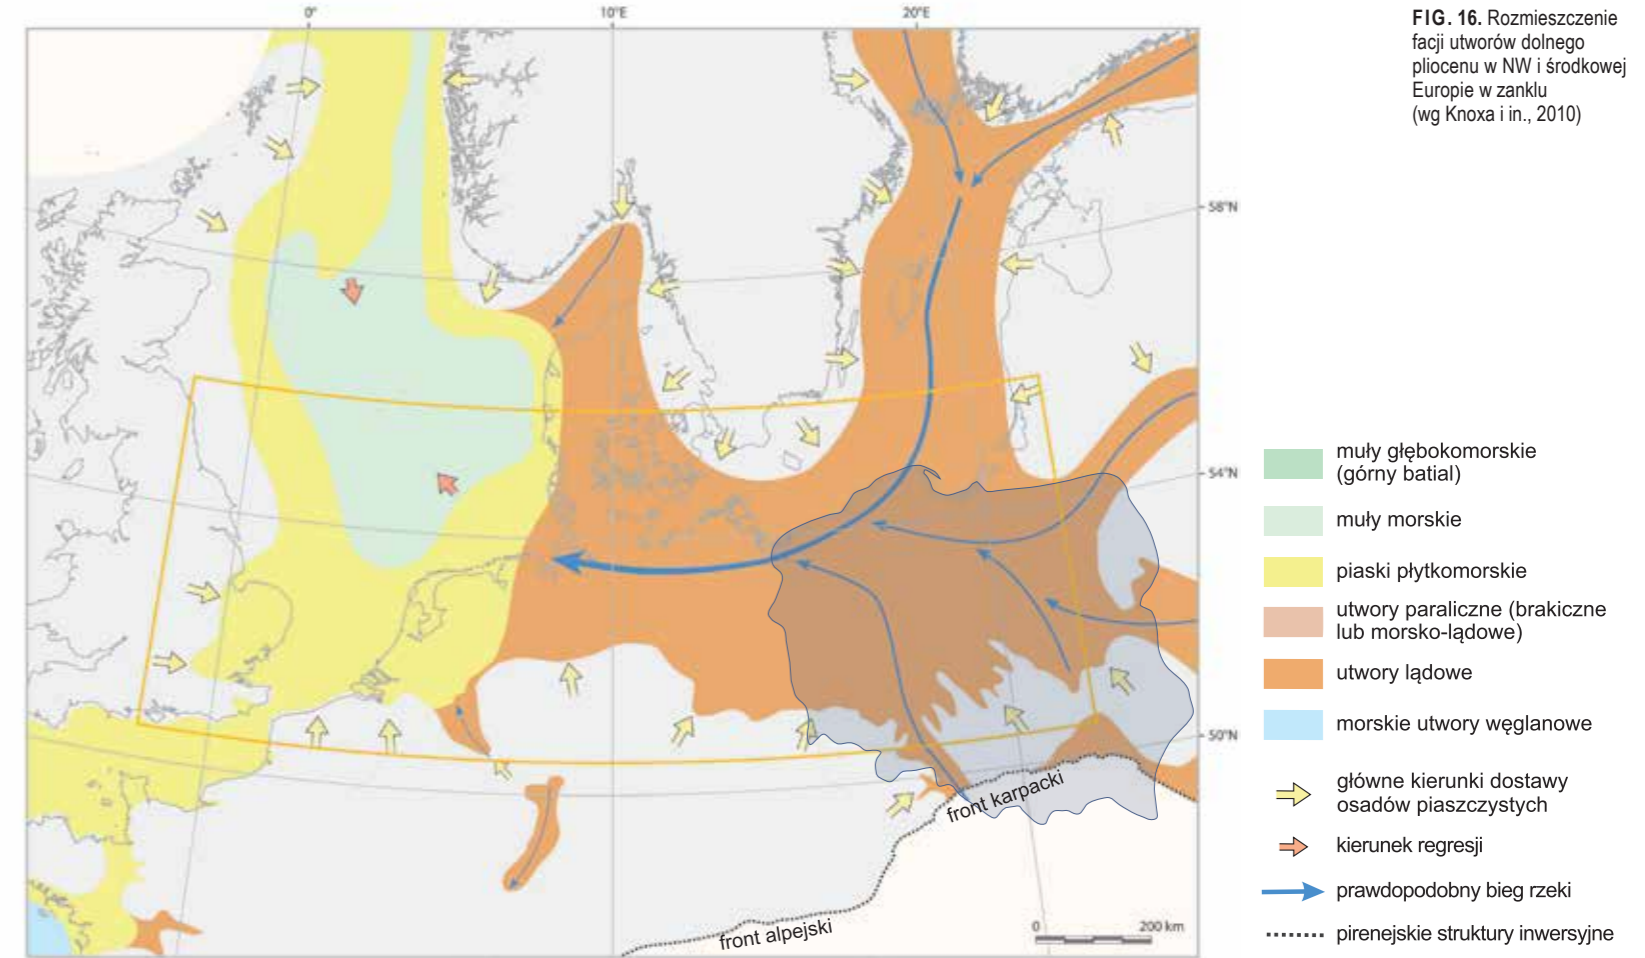 0°
10°E
20°E
58°N
54°N
50°N
front karpacki
front alpejski
0
200 km
FIG. 16. Rozmieszczenie
facji utworów dolnego
pliocenu w NW i środkowej
Europie w zanklu
(wg Knoxa i in., 2010)
muły głębokomorskie
(górny batial)
muły morskie
piaski płytkomorskie
utwory paraliczne (brakiczne
lub morsko-lądowe)
utwory lądowe
morskie utwory węglanowe
główne kierunki dostawy
osadów piaszczystych
kierunek regresji
prawdopodobny bieg rzeki
pirenejskie struktury inwersyjne